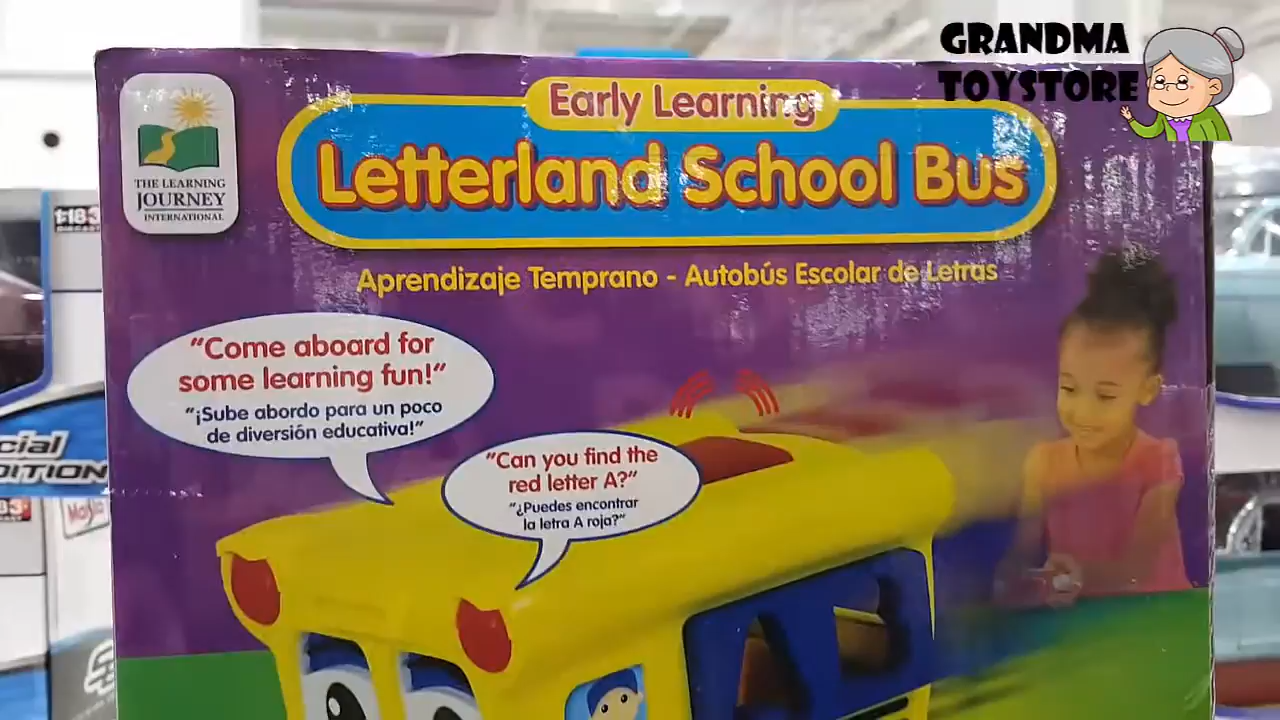 GRANDMA
TOYSTORE
THE LEARNING
JOURNEY
INTERNATIONAL
Early Learning
Letterland School Bus
Aprendizaje Temprano - Autobús Escolar de Letras
"Come aboard for
some learning fun!"
"¡Sube abordo para un poco
de diversión educativa!"
"Can you find the
red letter A?"
"¿Puedes encontrar
la letra A roja?"
1:18
Maisto